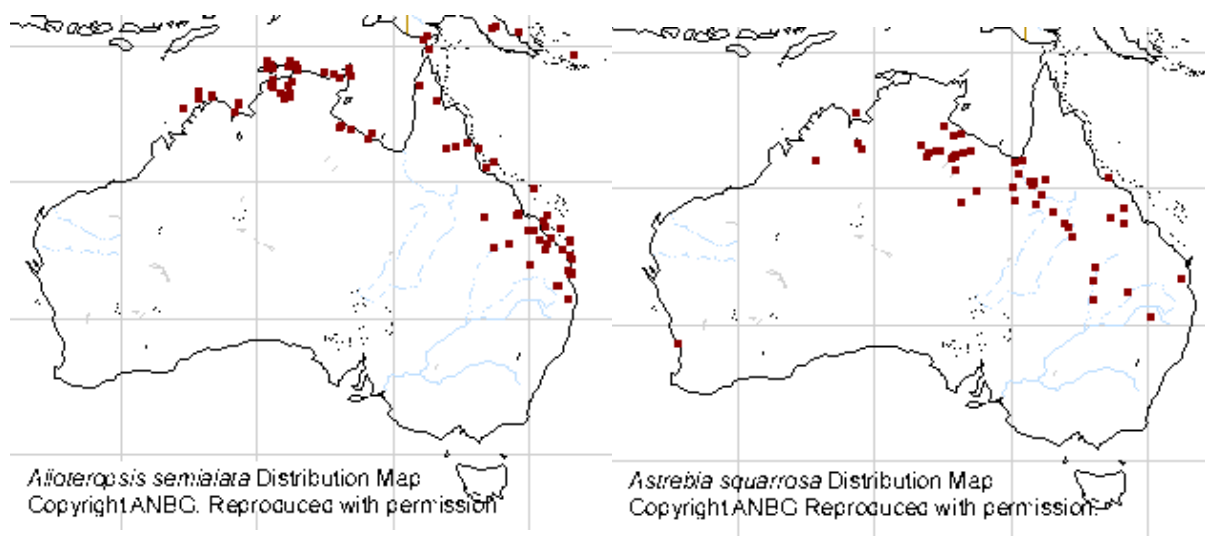 Alloteropsis semialata Distribution Map
Copyright ANBG. Reproduced with permission
Astrebla squarrosa Distribution Map
Copyright ANBG Reproduced with permission.